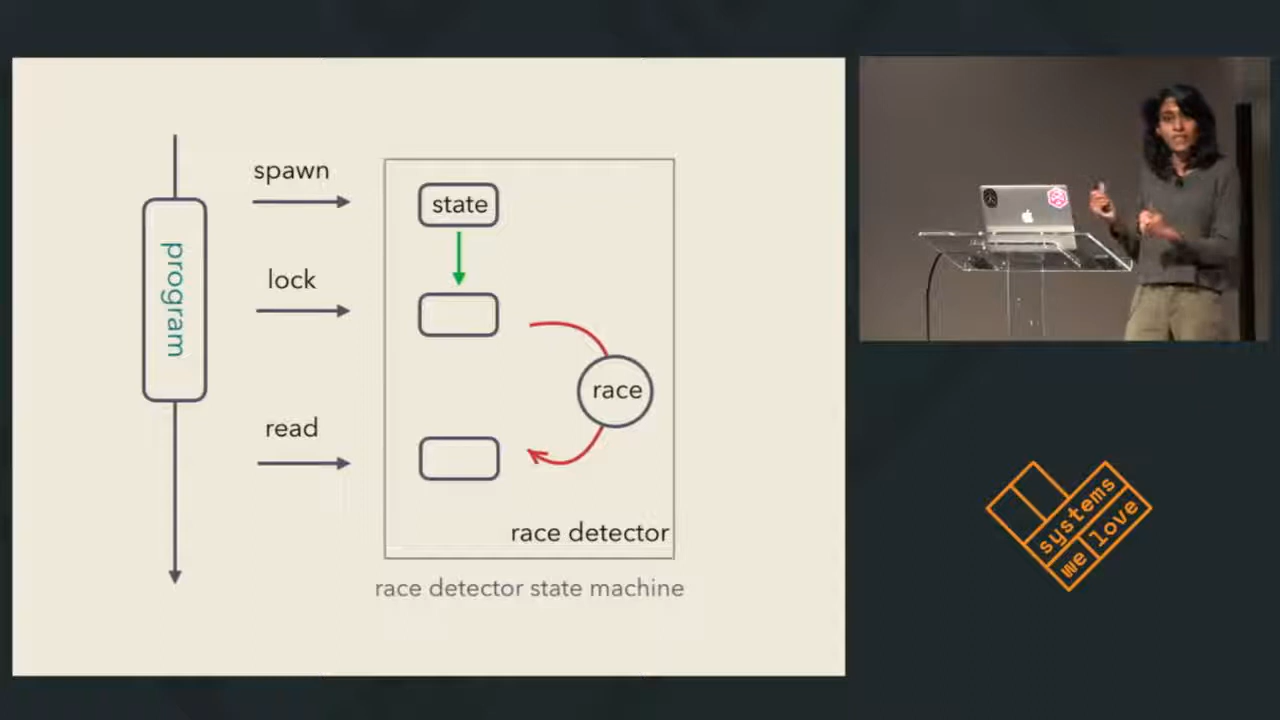 spawn
state
program
lock
race
read
race detector
race detector state machine
systems
we love